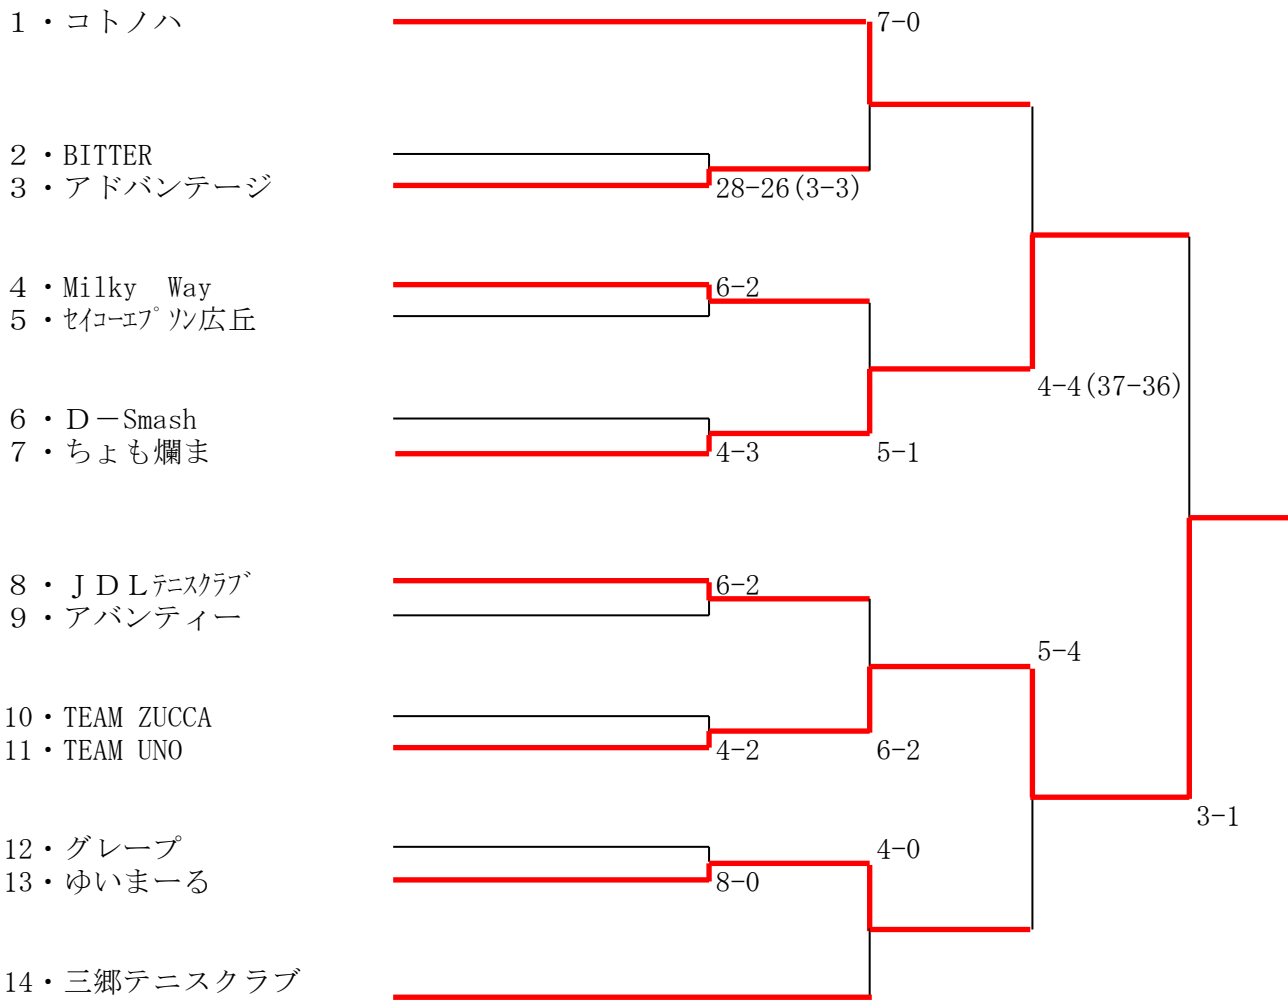 1・コトノハ
7-0
2・BITTER
3・アドバンテージ
28-26(3-3)
4・Milky　Way
6-2
5・ｾｲｺｰｴﾌﾟｿﾝ広丘
4-4(37-36)
6・Ｄ－Smash
7・ちょも爛ま
4-3
5-1
8・ＪＤＬﾃﾆｽｸﾗﾌﾞ
6-2
9・アバンティー
5-4
10・TEAM ZUCCA
11・TEAM UNO
4-2
6-2
3-1
12・グレープ
4-0
13・ゆいまーる
8-0
14・三郷テニスクラブ